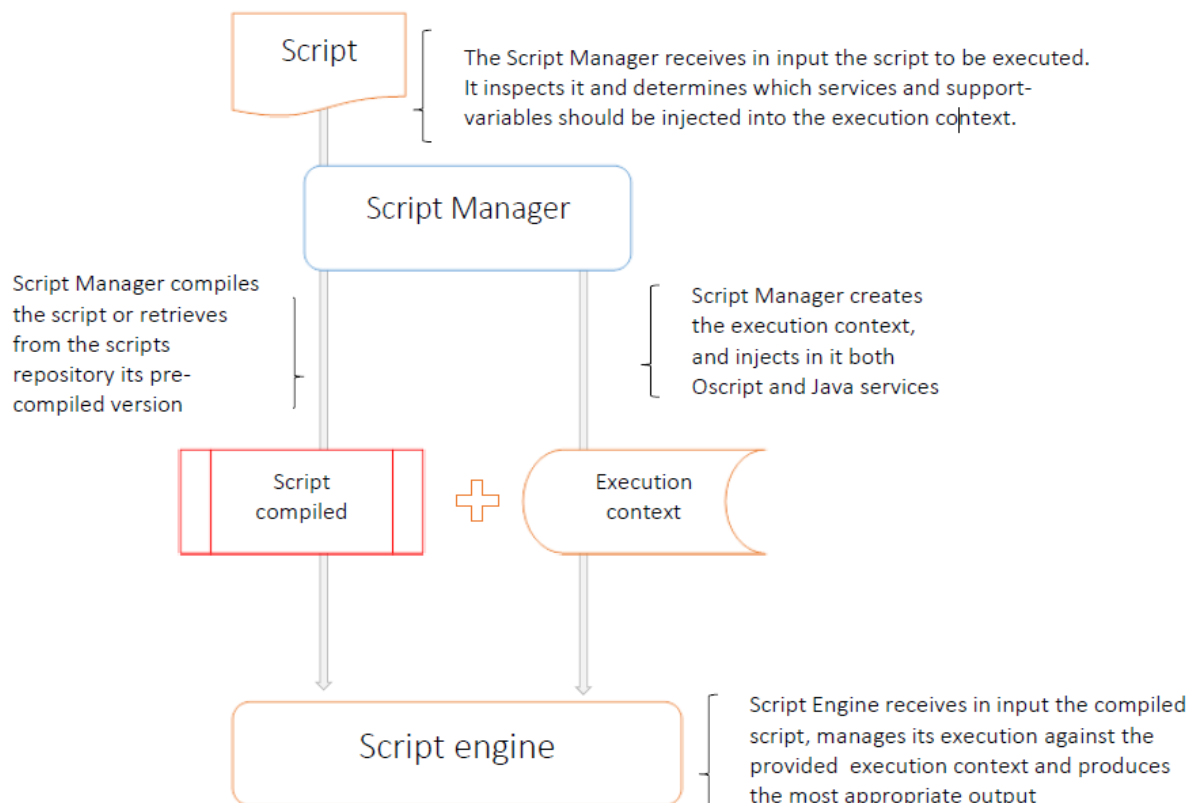 Script
The Script Manager receives in input the script to be executed.
It inspects it and determines which services and support-
variables should be injected into the execution context.
Script Manager
Script Manager compiles
the script or retrieves
from the scripts
repository its pre-
compiled version
Script Manager creates
the execution context,
and injects in it both
Oscript and Java services
Script
compiled
Execution
context
Script engine
Script Engine receives in input the compiled
script, manages its execution against the
provided execution context and produces
the most appropriate output